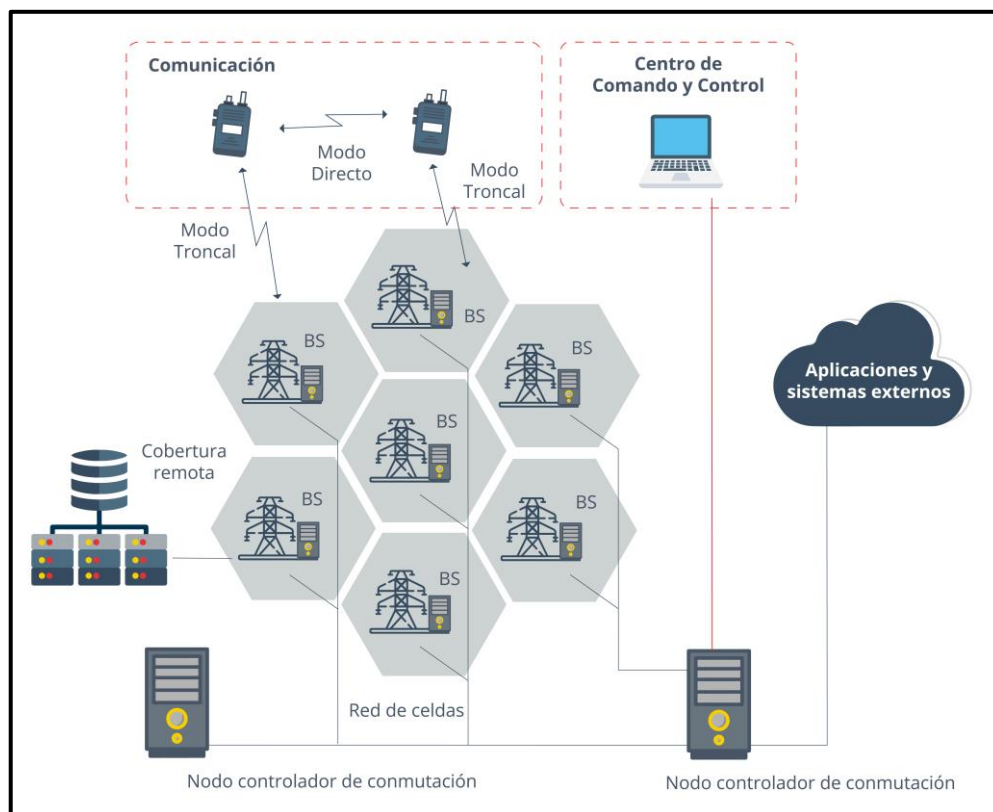 Comunicación
Centro de
Comando y Control
Modo
Directo
Modo
Troncal
Modo
Troncal
BS
BS
BS
Aplicaciones y
sistemas externos
BS
Cobertura
remota
BS
BS
BS
Red de celdas
Nodo controlador de conmutación
Nodo controlador de conmutación